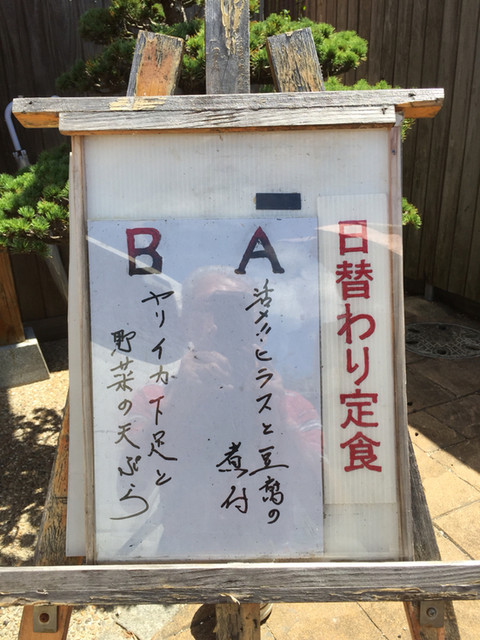 日替わり定食
A
活〆!!ヒラスと豆腐の
煮付
B
ヤリイカ下足と
野菜の天ぷら